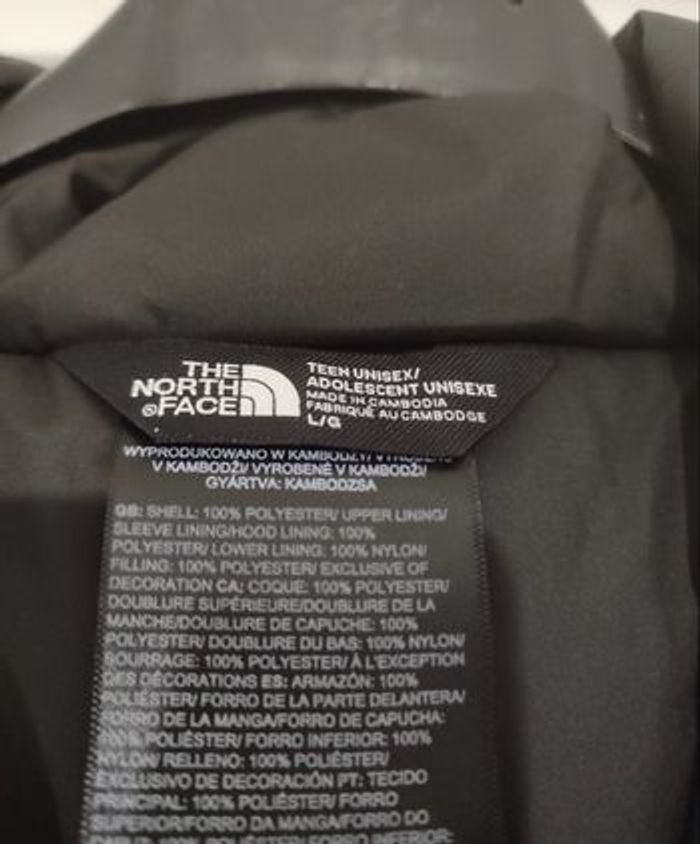 THE
NORTH
FACE
TEEN UNISEX/
ADOLESCENT UNISEXE
MADE IN CAMBODIA
FABRIQUÉ AU CAMBODGE
L/G
WYPRODUKOWANO W KAMBODŻY/
V KAMBODŽI/ VYROBENÉ V KAMBODŽI/
GYÁRTVA: KAMBODZSA
GB: SHELL: 100% POLYESTER/ UPPER LINING/
SLEEVE LINING/HOOD LINING: 100%
POLYESTER/ LOWER LINING: 100% NYLON/
FILLING: 100% POLYESTER/ EXCLUSIVE OF
DECORATION CA: COQUE: 100% POLYESTER/
DOUBLURE SUPÉRIEURE/DOUBLURE DE LA
MANCHE/DOUBLURE DE CAPUCHE: 100%
POLYESTER/ DOUBLURE DU BAS: 100% NYLON/
BOURRAGE: 100% POLYESTER/ À L'EXCEPTION
DES DÉCORATIONS ES: ARMAZÓN: 100%
POLIÉSTER/ FORRO DE LA PARTE DELANTERA/
FORRO DE LA MANGA/FORRO DE CAPUCHA:
100% POLIÉSTER/ FORRO INFERIOR: 100%
NYLON/ RELLENO: 100% POLIÉSTER/
EXCLUSIVO DE DECORACIÓN PT: TECIDO
PRINCIPAL: 100% POLIÉSTER/ FORRO
SUPERIOR/FORRO DA MANGA/FORRO DO
FORRO INFERIOR: